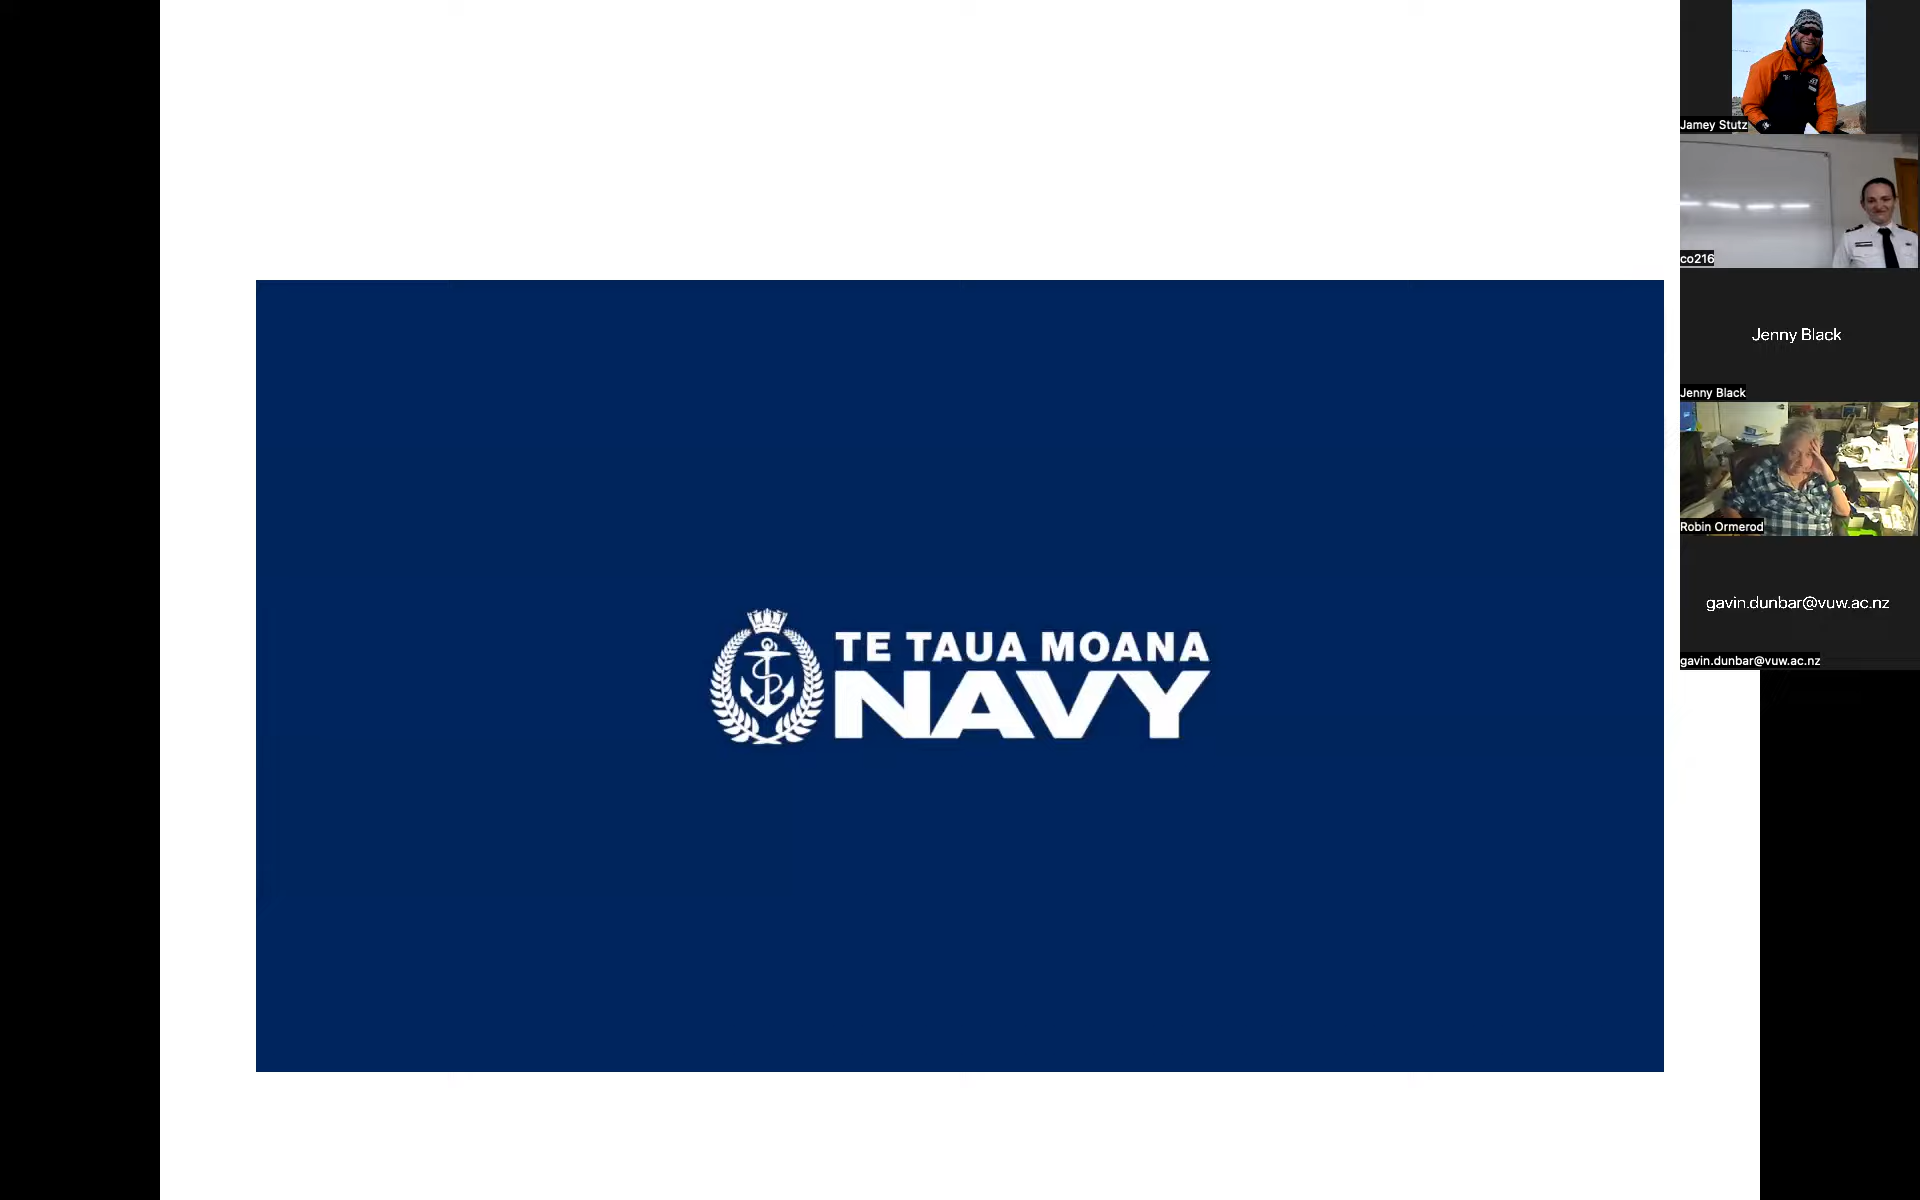 TE TAUA MOANA
NAVY
Jamey Stutz
co216
Jenny Black
Jenny Black
Robin Ormerod
gavin.dunbar@vuw.ac.nz
gavin.dunbar@vuw.ac.nz